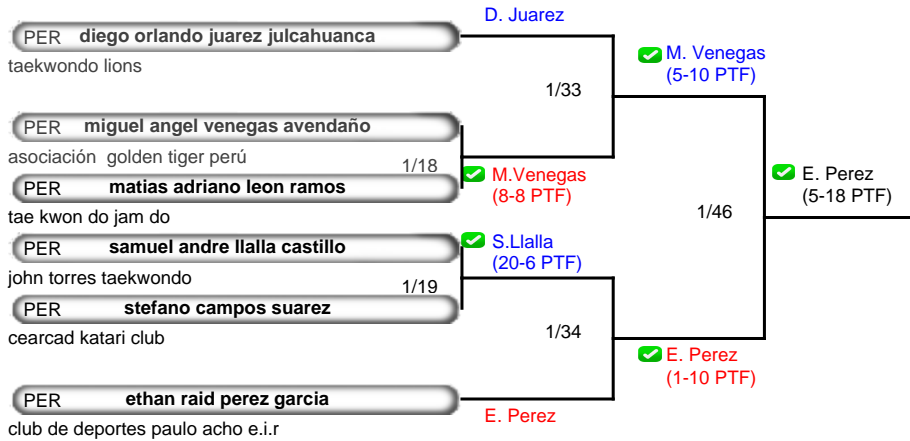 D. Juarez
PER diego orlando juarez julcahuanca
taekwondo lions
M. Venegas
(5-10 PTF)
1/33
PER miguel angel venegas avendaño
asociación golden tiger perú
1/18
M.Venegas
(8-8 PTF)
PER matias adriano leon ramos
tae kwon do jam do
E. Perez
(5-18 PTF)
1/46
PER samuel andre llalla castillo
john torres taekwondo
S.Llalla
(20-6 PTF)
1/19
PER stefano campos suarez
cearcad katari club
1/34
E. Perez
(1-10 PTF)
PER ethan raid perez garcia
club de deportes paulo acho e.i.r
E. Perez